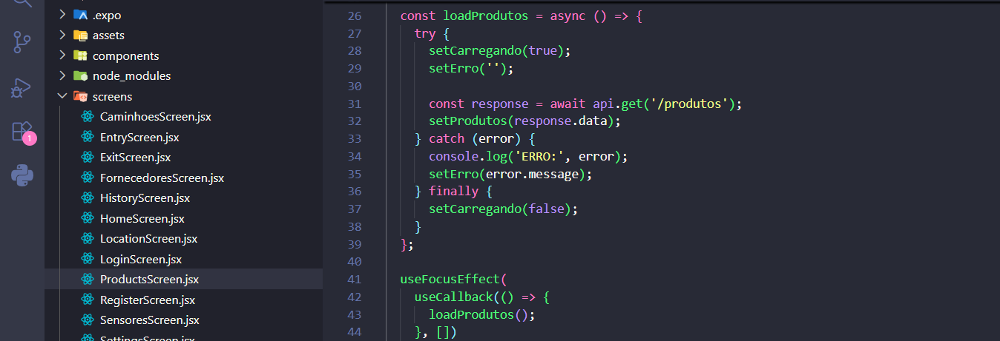 .expo
assets
components
node_modules
screens
CaminhoesScreen.jsx
EntryScreen.jsx
ExitScreen.jsx
FornecedoresScreen.jsx
HistoryScreen.jsx
HomeScreen.jsx
LocationScreen.jsx
LoginScreen.jsx
ProductsScreen.jsx
RegisterScreen.jsx
SensoresScreen.jsx
SettingsScreen.jsx
1
26 const loadProdutos = async () => {
27 try {
28 setCarregando(true);
29 setErro('');
30
31 const response = await api.get('/produtos');
32 setProdutos(response.data);
33 } catch (error) {
34 console.log('ERRO:', error);
35 setErro(error.message);
36 } finally {
37 setCarregando(false);
38 }
39 };
40
41 useFocusEffect(
42 useCallback(() => {
43 loadProdutos();
44 }, [])